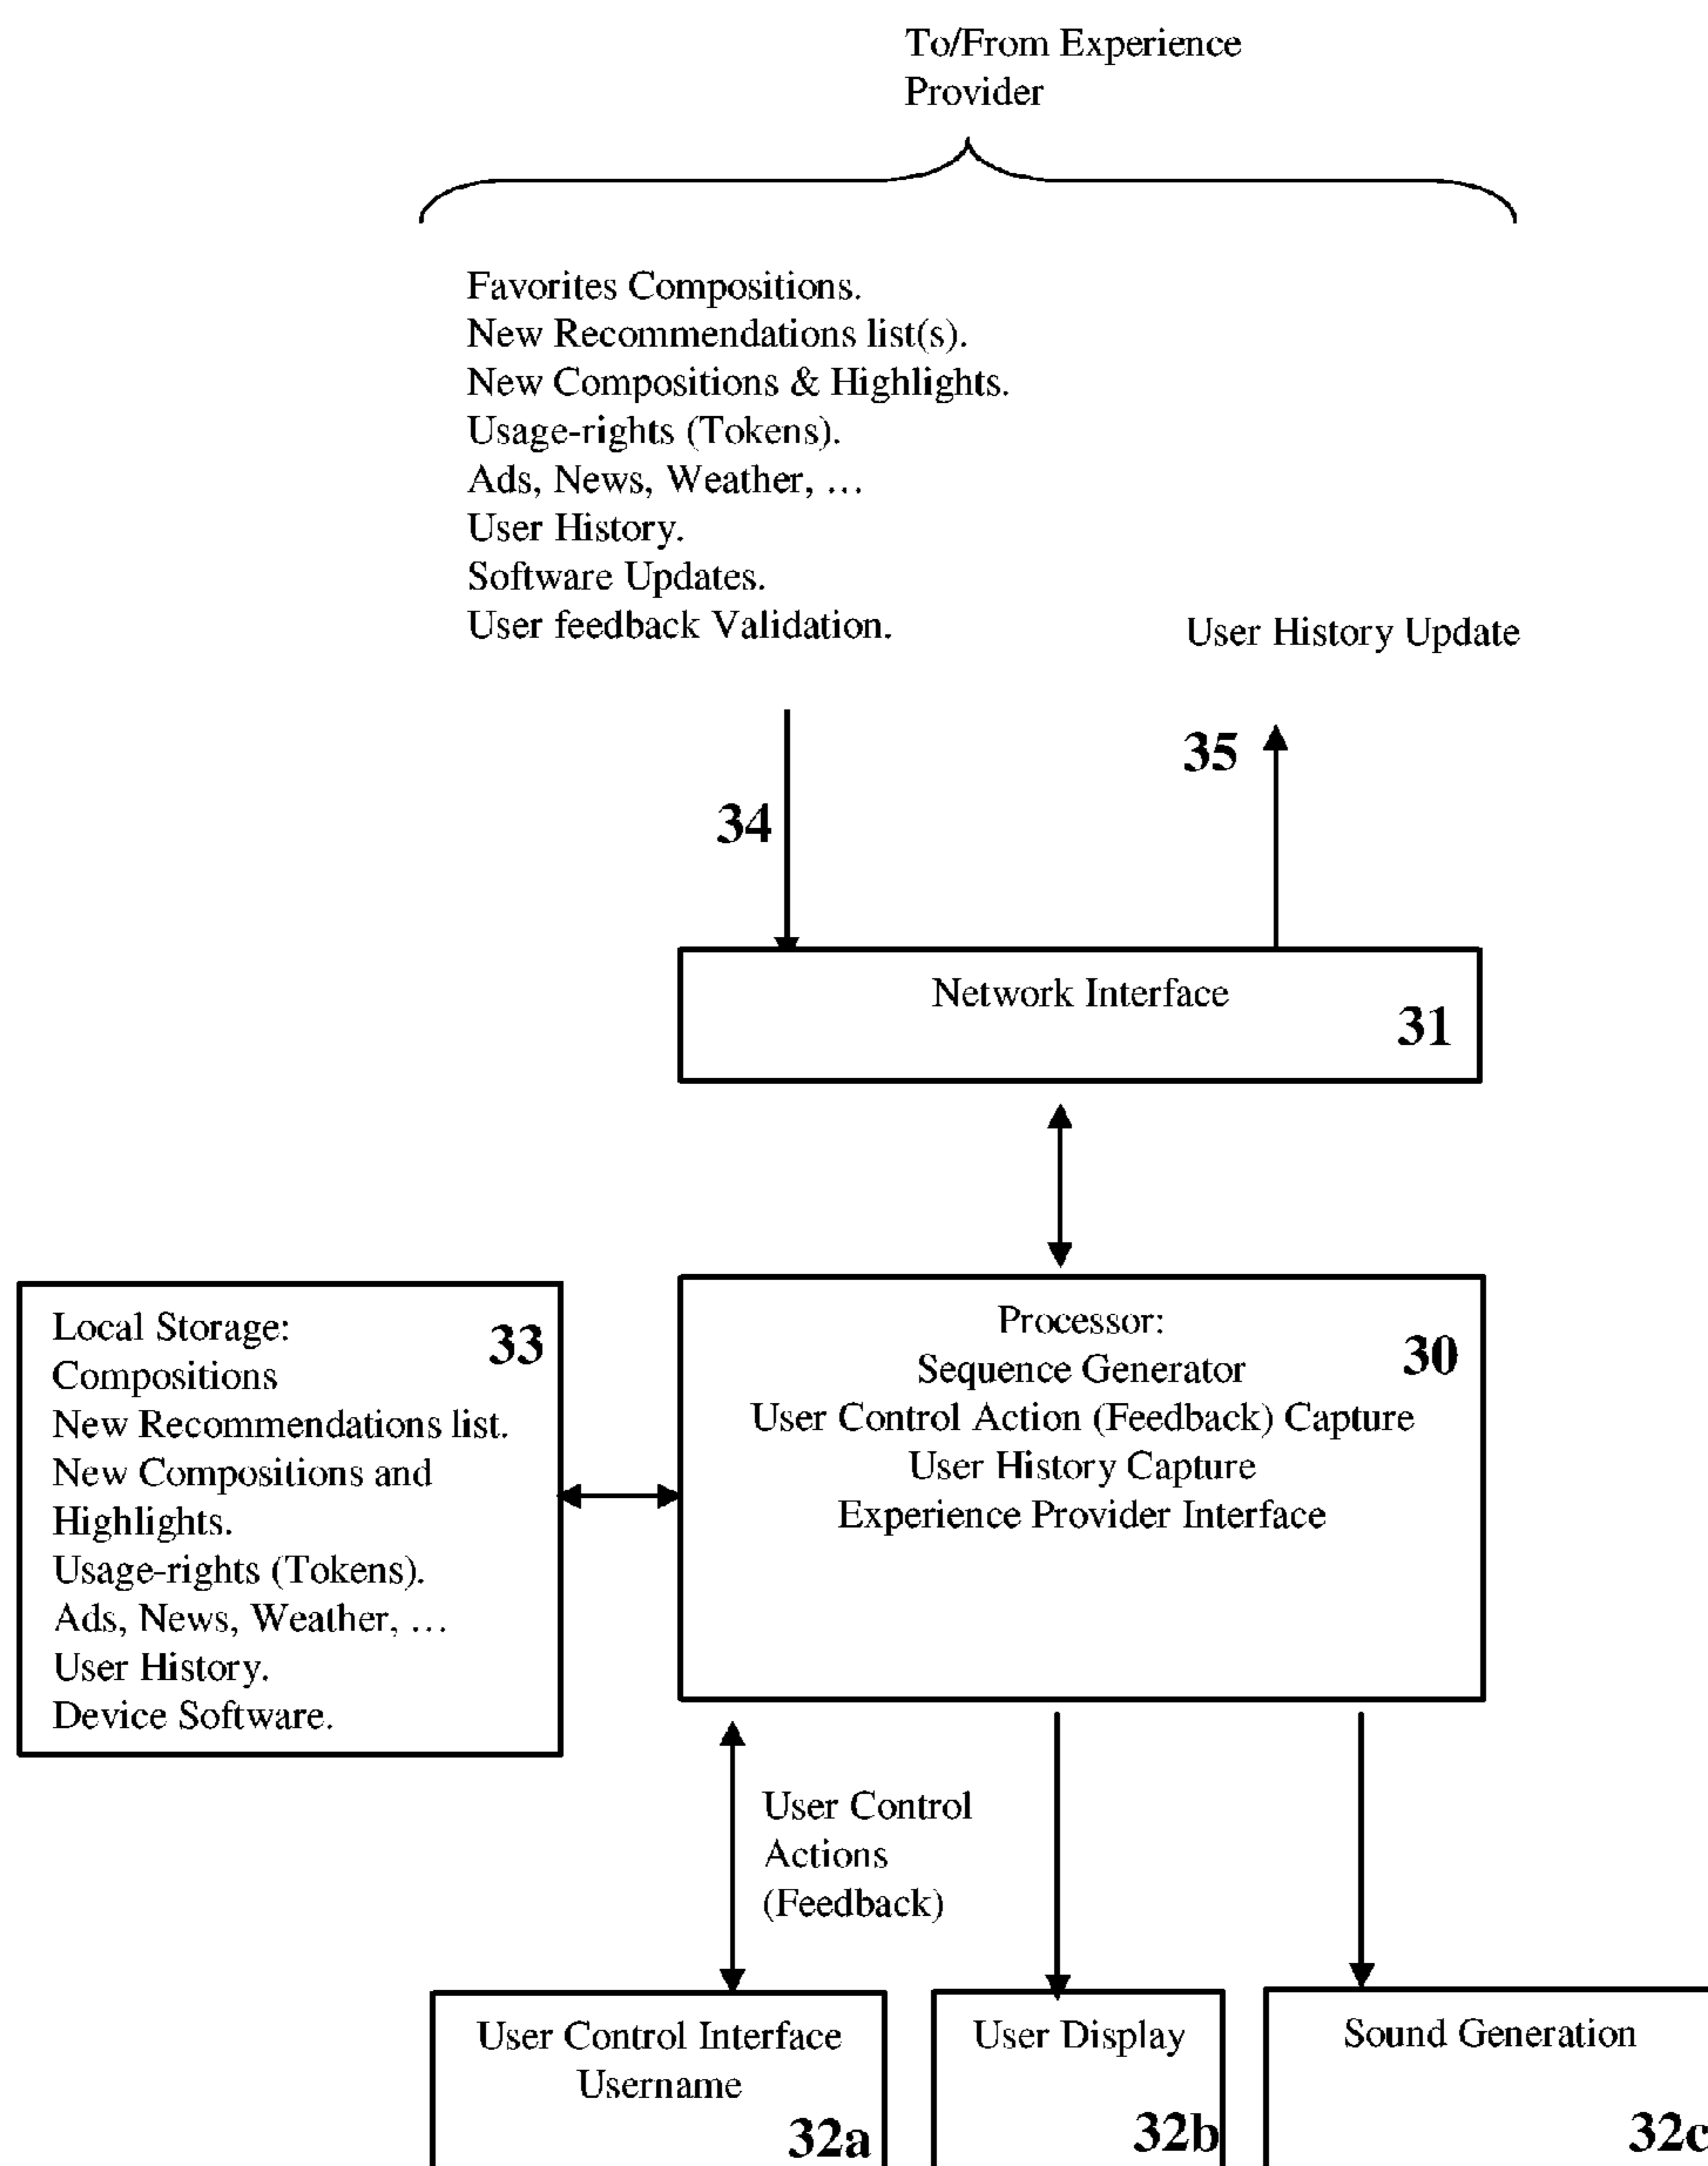 To/From Experience
Provider
Favorites Compositions.
New Recommendations list(s).
New Compositions & Highlights.
Usage-rights (Tokens).
Ads, News, Weather, …
User History.
Software Updates.
User feedback Validation.
User History Update
35
34
Network Interface
31
Local Storage:
33
Compositions
New Recommendations list.
New Compositions and
Highlights.
Usage-rights (Tokens).
Ads, News, Weather, …
User History.
Device Software.
Processor:
30
Sequence Generator
User Control Action (Feedback) Capture
User History Capture
Experience Provider Interface
User Control
Actions
(Feedback)
User Control Interface
Username
32a
User Display
32b
Sound Generation
32c